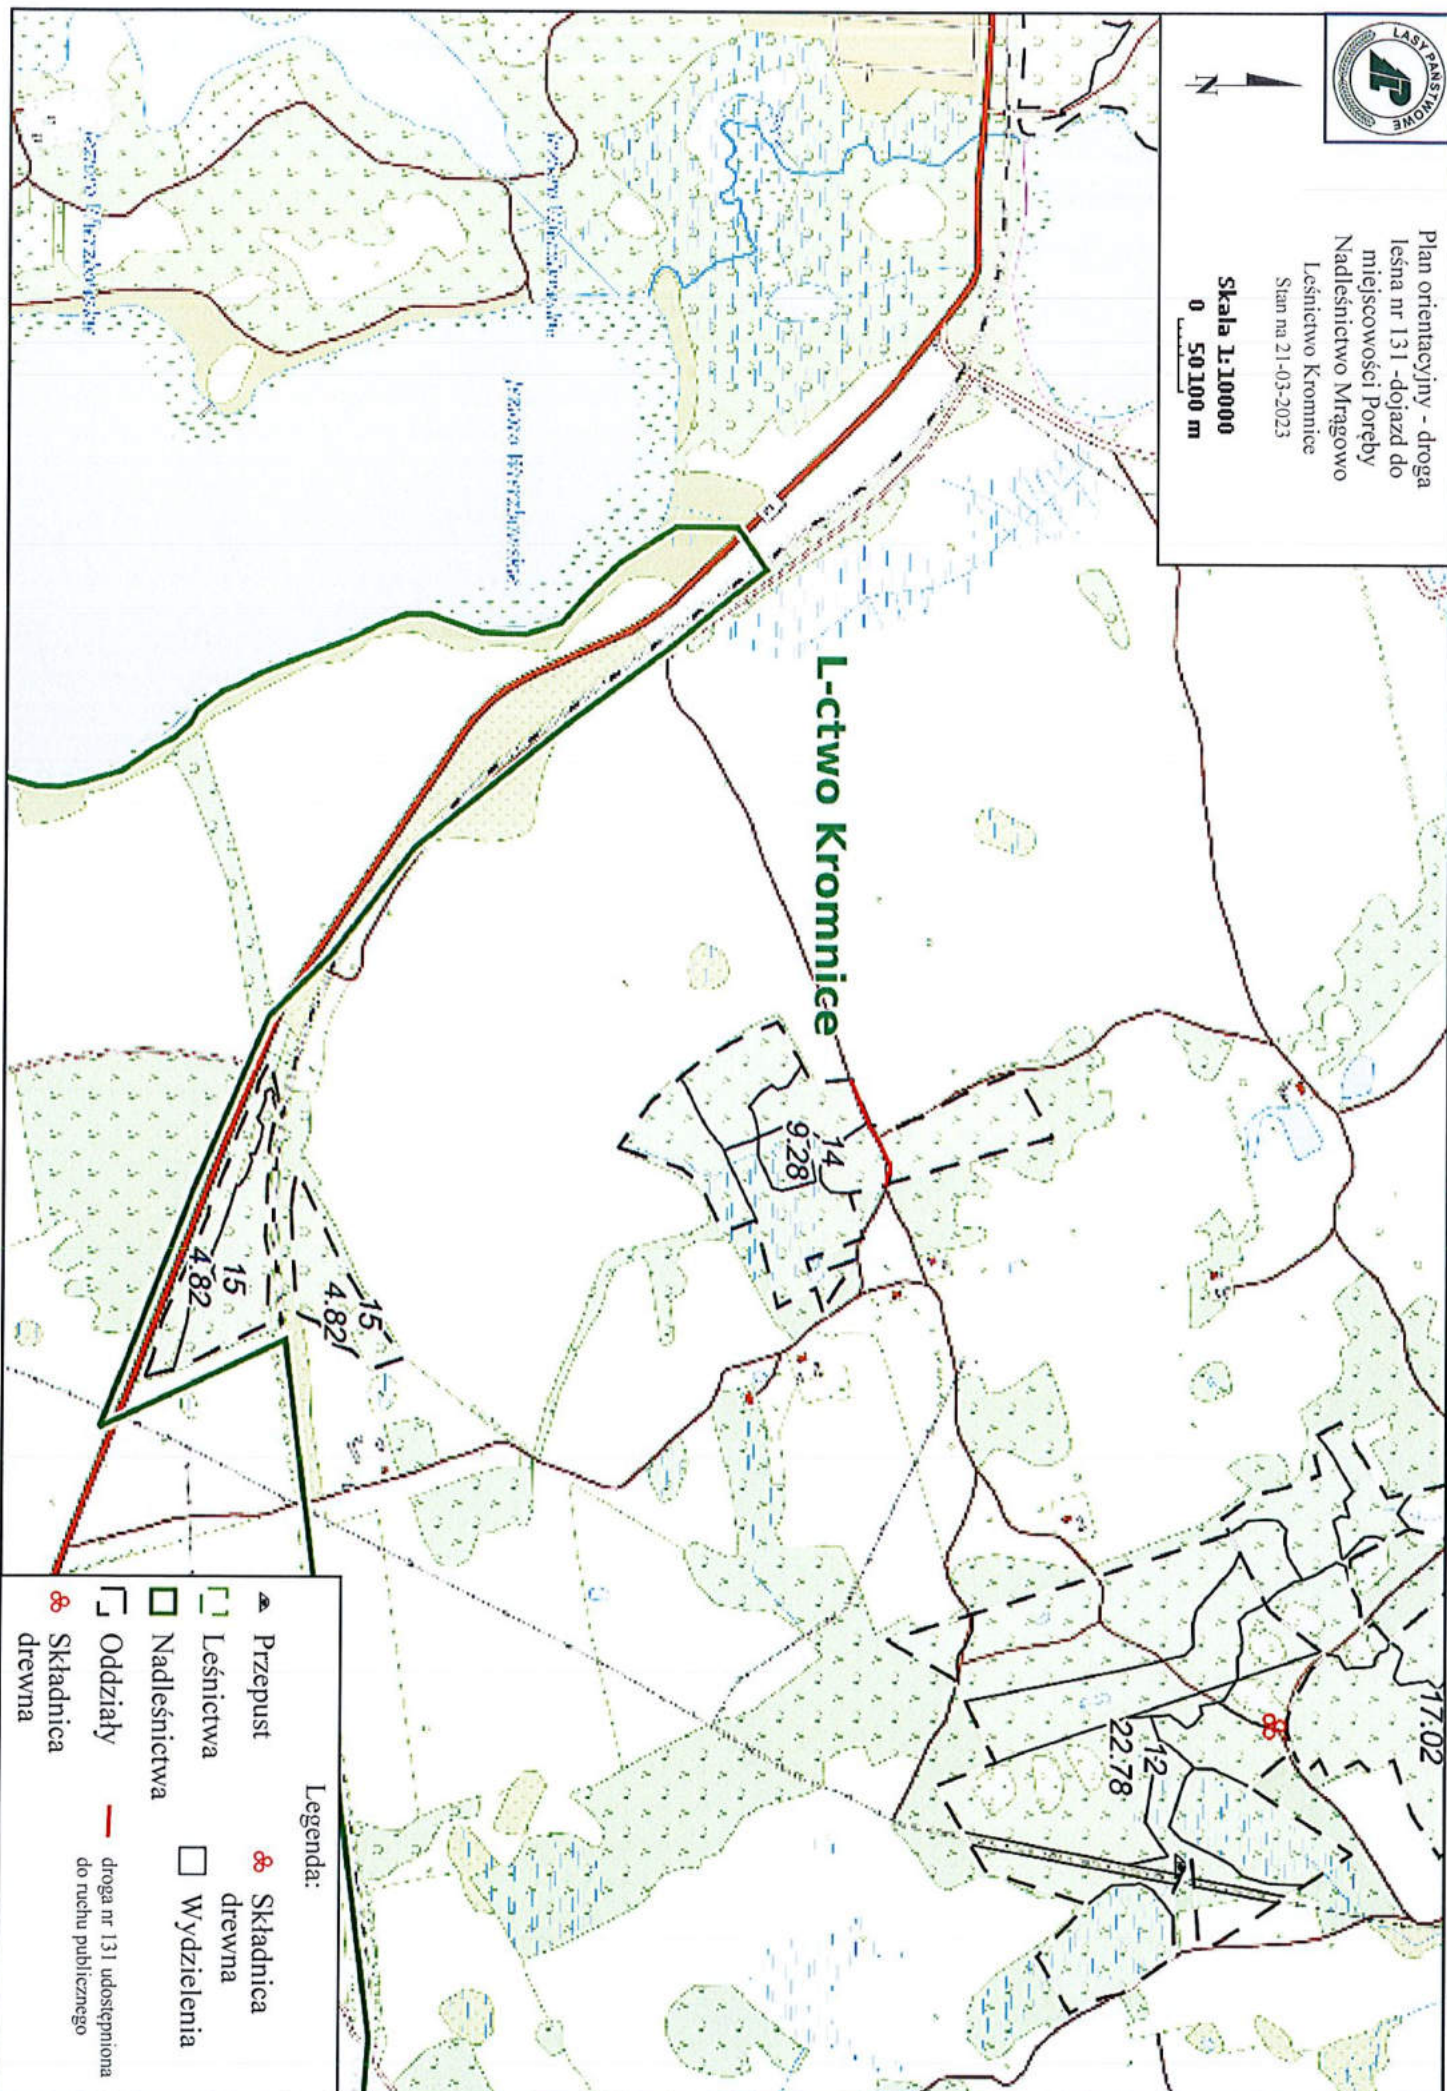 LASY PAŃSTWOWE
LP
Plan orientacyjny - droga
leśna nr 131 -dojazd do
miejscowości Poręby
Nadleśnictwo Mrągowo
Leśnictwo Kromnice
Stan na 21-03-2023
N
Skala 1:10000
0 50100 m
L-ctwo Kromnice
17.02
12
22.78
14
9.28
15
4.82
15
4.82
Legenda:
Przepust
Leśnictwa
Nadleśnictwa
Oddziały
Składnica
drewna
Składnica
drewna
Wydzielenia
droga nr 131 udostępniona
do ruchu publicznego